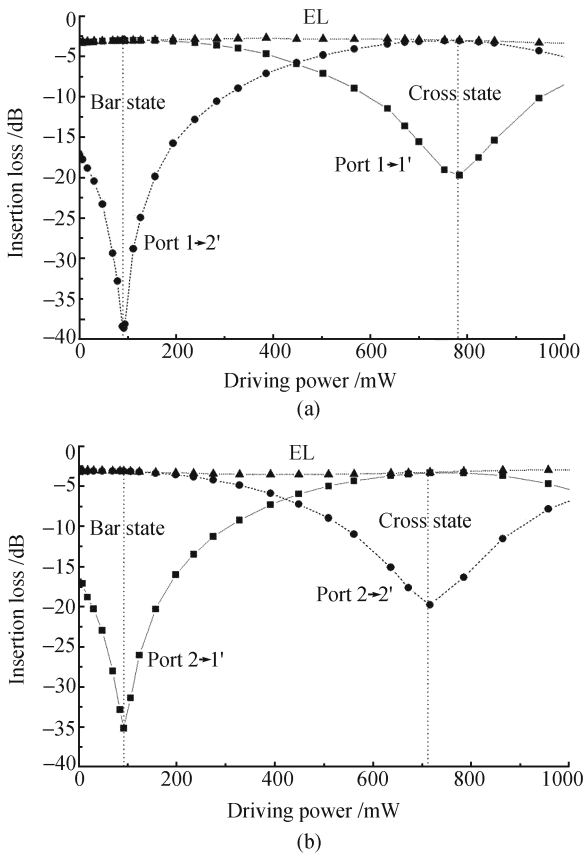 EL
0
−5
−10
−15
−20
−25
−30
−35
−40
Insertion loss /dB
Bar state
Cross state
Port 1→1'
Port 1→2'
0 200 400 600 800 1000
Driving power /mW
(a)
EL
0
−5
−10
−15
−20
−25
−30
−35
−40
Insertion loss /dB
Bar state
Cross state
Port 2→2'
Port 2→1'
0 200 400 600 800 1000
Driving power /mW
(b)